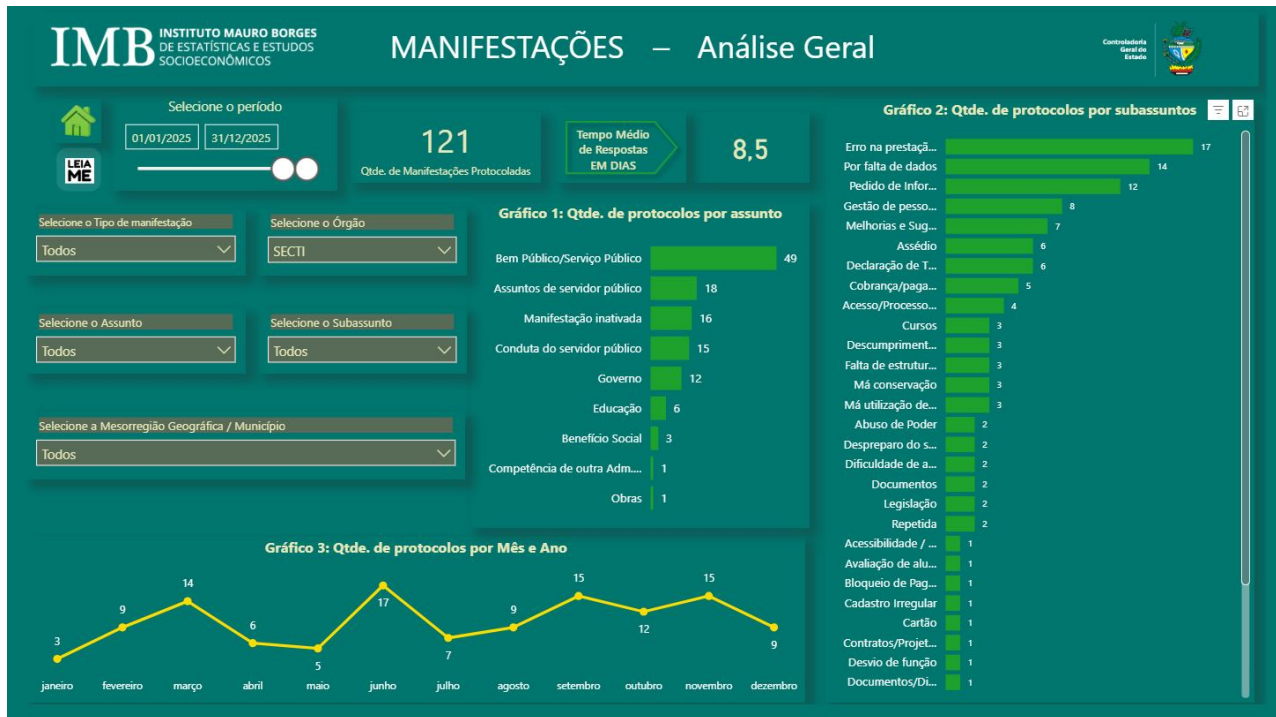 IMB INSTITUTO MAURO BORGES
DE ESTATÍSTICAS E ESTUDOS
SOCIOECONÔMICOS
MANIFESTAÇÕES – Análise Geral
Controladoria
Geral do
Estado
Selecione o período
01/01/2025 31/12/2025
LEIA
ME
121
Qtde. de Manifestações Protocoladas
Tempo Médio
de Respostas
EM DIAS
8,5
Selecione o Tipo de manifestação
Todos
Selecione o Órgão
SECTI
Selecione o Assunto
Todos
Selecione o Subassunto
Todos
Selecione a Mesorregião Geográfica / Município
Todos
Gráfico 1: Qtde. de protocolos por assunto
Bem Público/Serviço Público 49
Assuntos de servidor público 18
Manifestação inativada 16
Conduta do servidor público 15
Governo 12
Educação 6
Benefício Social 3
Competência de outra Adm.... 1
Obras 1
Gráfico 2: Qtde. de protocolos por subassuntos
Erro na prestaçã... 17
Por falta de dados 14
Pedido de Infor... 12
Gestão de pesso... 8
Melhorias e Sug... 7
Assédio 6
Declaração de T... 6
Cobrança/paga... 5
Acesso/Processo... 4
Cursos 3
Descumpriment... 3
Falta de estrutur... 3
Má conservação 3
Má utilização de... 3
Abuso de Poder 2
Despreparo do s... 2
Dificuldade de a... 2
Documentos 2
Legislação 2
Repetida 2
Acessibilidade / ... 1
Avaliação de alu... 1
Bloqueio de Pag... 1
Cadastro Irregular 1
Cartão 1
Contratos/Projet... 1
Desvio de função 1
Documentos/Di... 1
Gráfico 3: Qtde. de protocolos por Mês e Ano
3 9 14 6 5 17 7 9 15 12 15 9
janeiro fevereiro março abril maio junho julho agosto setembro outubro novembro dezembro